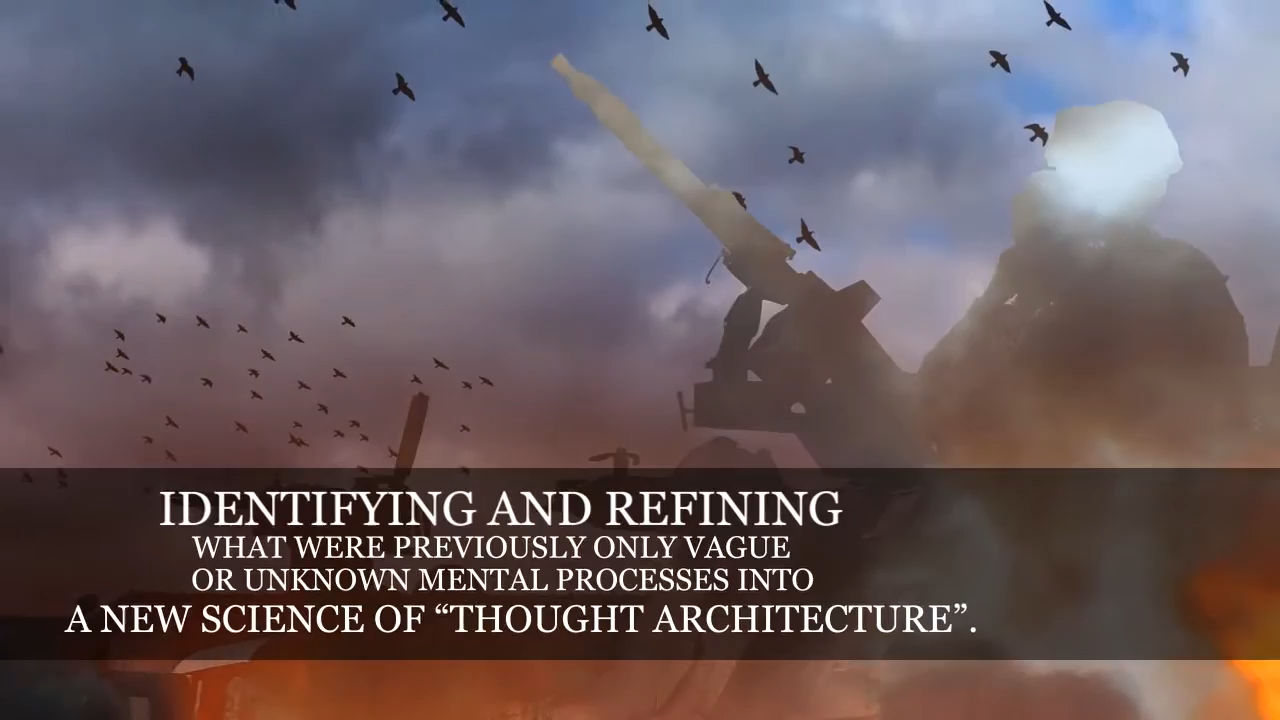 IDENTIFYING AND REFINING
WHAT WERE PREVIOUSLY ONLY VAGUE
OR UNKNOWN MENTAL PROCESSES INTO
A NEW SCIENCE OF “THOUGHT ARCHITECTURE”.